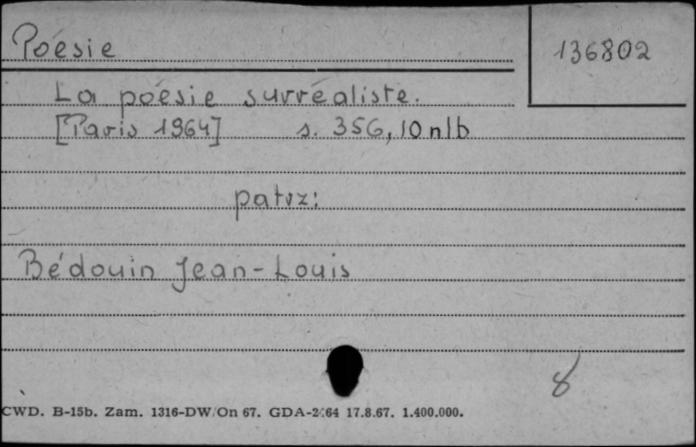 Poésie
136802
La poésie surréaliste.
[Paris 1964] s. 356, 10 nlb
patrz:
Bédouin Jean-Louis
8
CWD. B-15b. Zam. 1316-DW/On 67. GDA-2/64 17.8.67. 1.400.000.